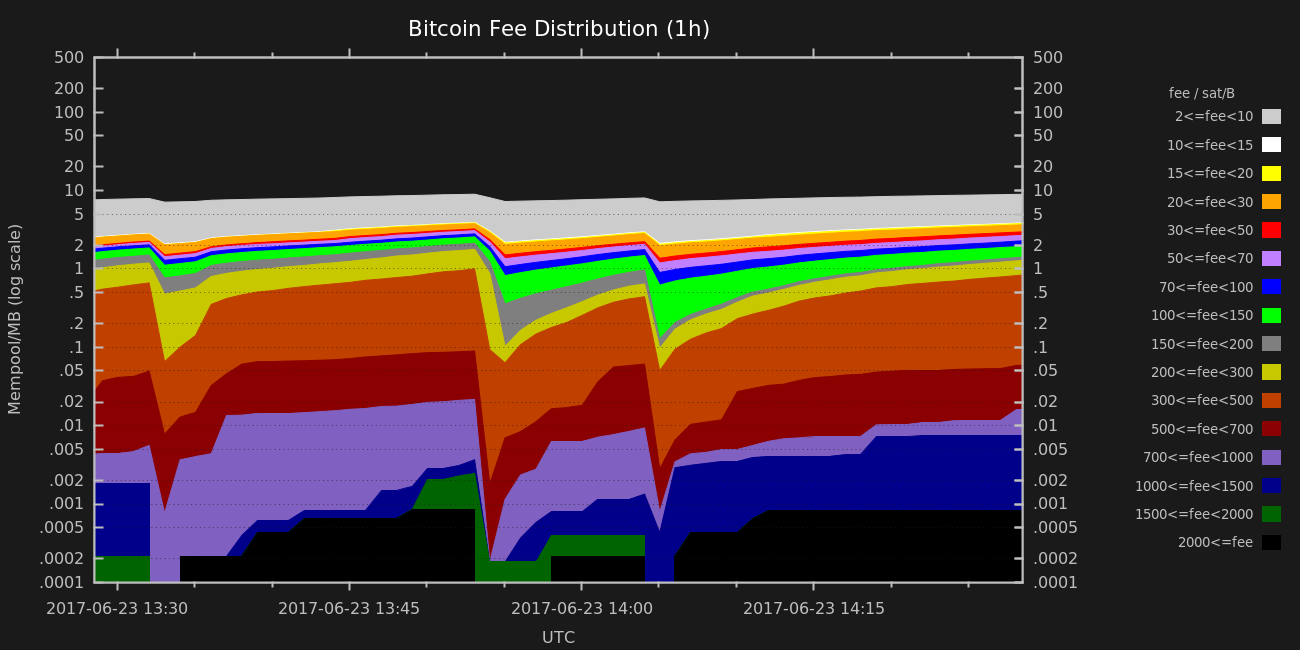 Bitcoin Fee Distribution (1h)
500 500
200 200
100 100
50 50
20 20
10 10
5 5
2 2
1 1
.5 .5
.2 .2
.1 .1
.05 .05
.02 .02
.01 .01
.005 .005
.002 .002
.001 .001
.0005 .0005
.0002 .0002
.0001 .0001
Mempool/MB (log scale)
2017-06-23 13:30 2017-06-23 13:45 2017-06-23 14:00 2017-06-23 14:15
UTC
fee / sat/B
2<=fee<10
10<=fee<15
15<=fee<20
20<=fee<30
30<=fee<50
50<=fee<70
70<=fee<100
100<=fee<150
150<=fee<200
200<=fee<300
300<=fee<500
500<=fee<700
700<=fee<1000
1000<=fee<1500
1500<=fee<2000
2000<=fee